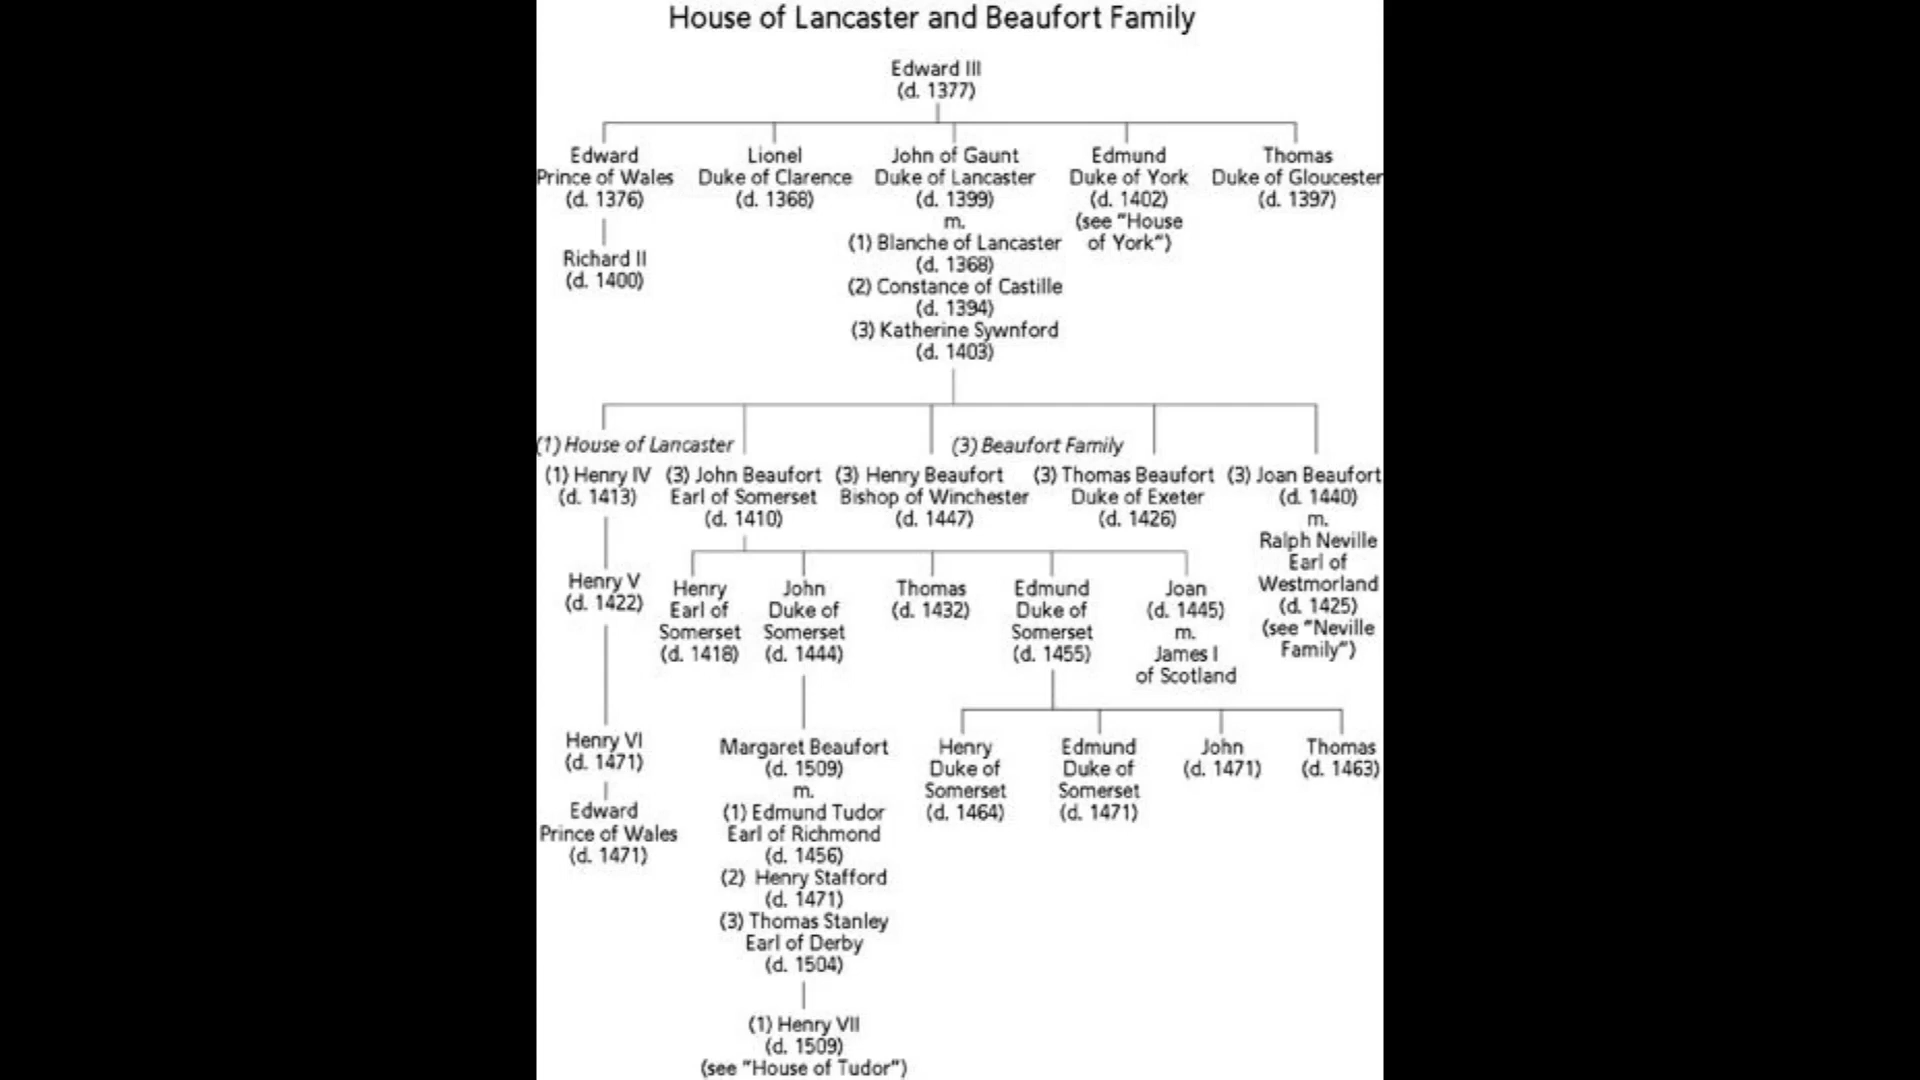 House of Lancaster and Beaufort Family
Edward III
(d. 1377)
Edward
Prince of Wales
(d. 1376)
Richard II
(d. 1400)
Lionel
Duke of Clarence
(d. 1368)
John of Gaunt
Duke of Lancaster
(d. 1399)
m.
(1) Blanche of Lancaster
(d. 1368)
(2) Constance of Castille
(d. 1394)
(3) Katherine Sywnford
(d. 1403)
Edmund
Duke of York
(d. 1402)
(see "House
of York")
Thomas
Duke of Gloucester
(d. 1397)
(1) House of Lancaster
(3) Beaufort Family
(1) Henry IV
(d. 1413)
(3) John Beaufort
Earl of Somerset
(d. 1410)
(3) Henry Beaufort
Bishop of Winchester
(d. 1447)
(3) Thomas Beaufort
Duke of Exeter
(d. 1426)
(3) Joan Beaufort
(d. 1440)
m.
Ralph Neville
Earl of
Westmorland
(d. 1425)
(see "Neville
Family")
Henry V
(d. 1422)
Henry
Earl of
Somerset
(d. 1418)
John
Duke of
Somerset
(d. 1444)
Thomas
(d. 1432)
Edmund
Duke of
Somerset
(d. 1455)
Joan
(d. 1445)
m.
James I
of Scotland
Henry VI
(d. 1471)
Edward
Prince of Wales
(d. 1471)
Margaret Beaufort
(d. 1509)
m.
(1) Edmund Tudor
Earl of Richmond
(d. 1456)
(2) Henry Stafford
(d. 1471)
(3) Thomas Stanley
Earl of Derby
(d. 1504)
Henry
Duke of
Somerset
(d. 1464)
Edmund
Duke of
Somerset
(d. 1471)
John
(d. 1471)
Thomas
(d. 1463)
(1) Henry VII
(d. 1509)
(see "House of Tudor")